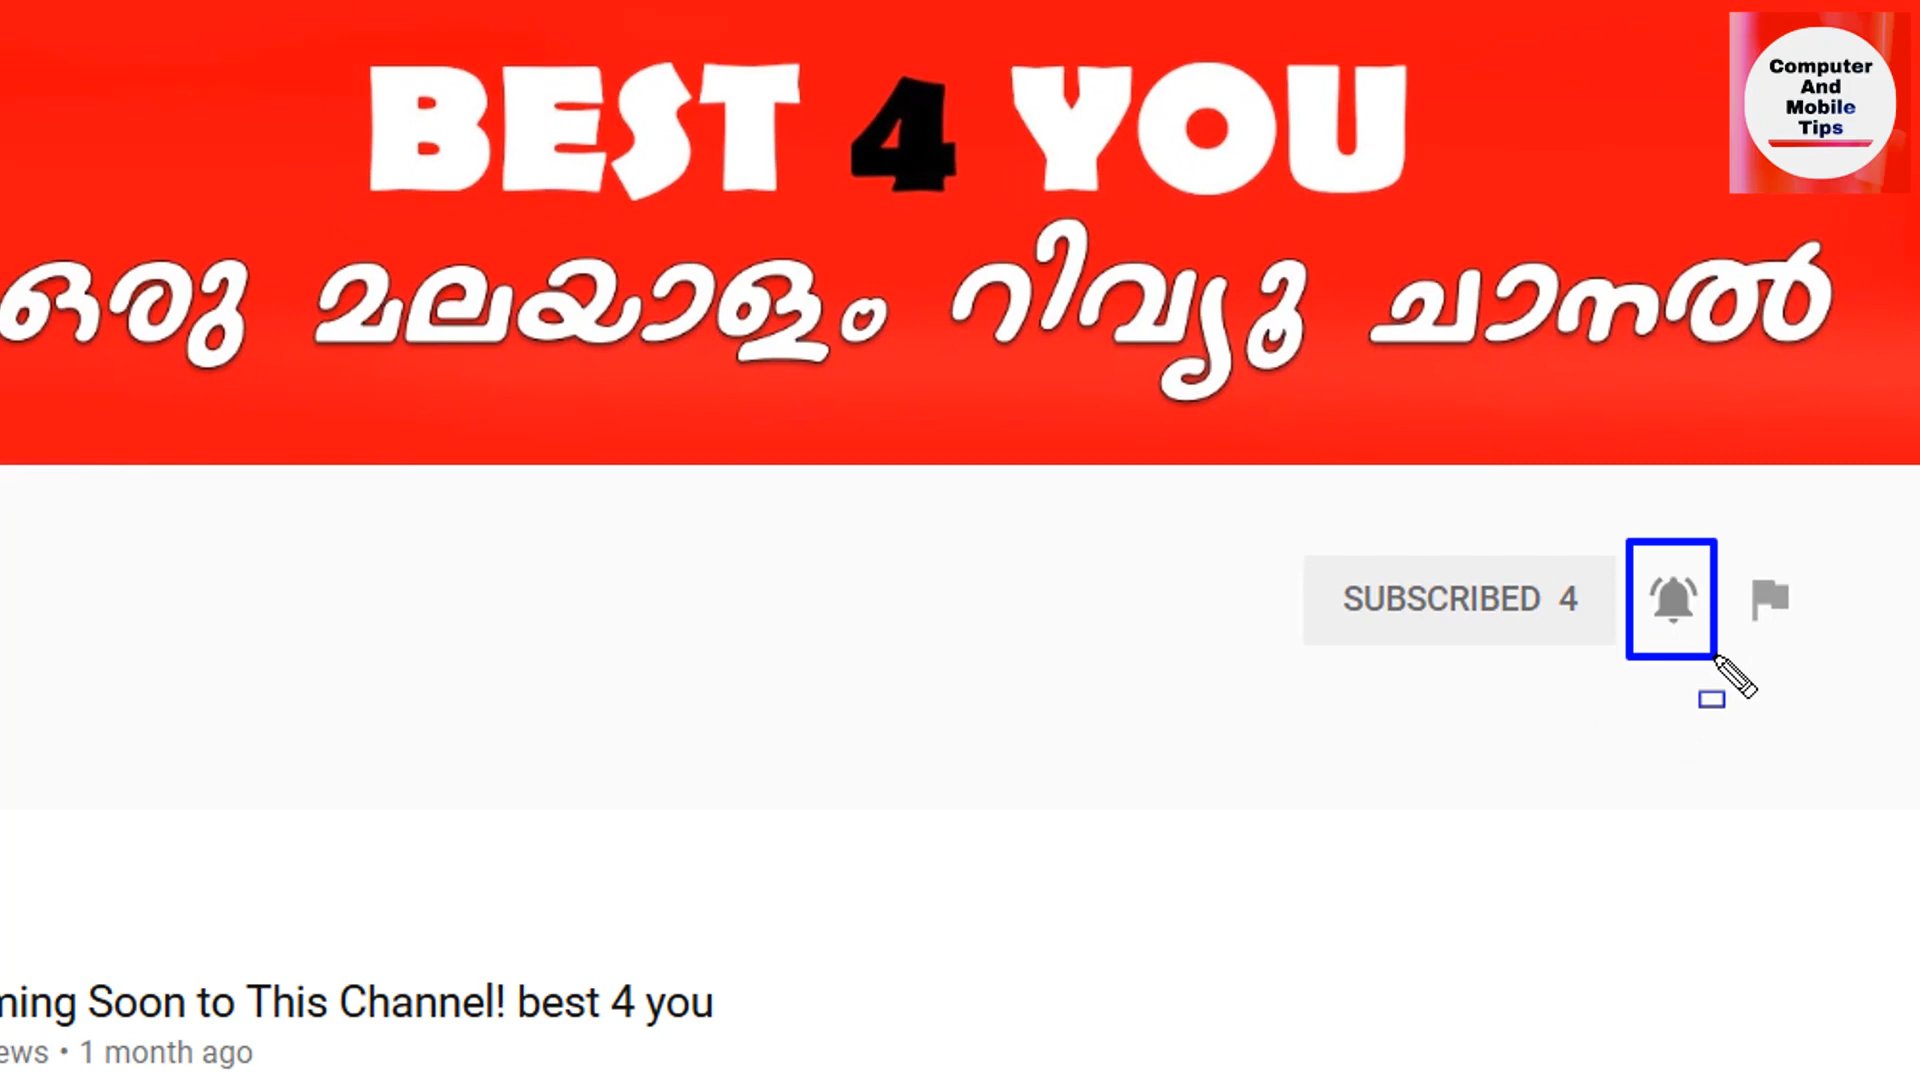 BEST 4 YOU
Computer
And
Mobile
Tips
ഒരു മലയാളം റിവ്യൂ ചാനൽ
SUBSCRIBED 4
ming Soon to This Channel! best 4 you
ews • 1 month ago